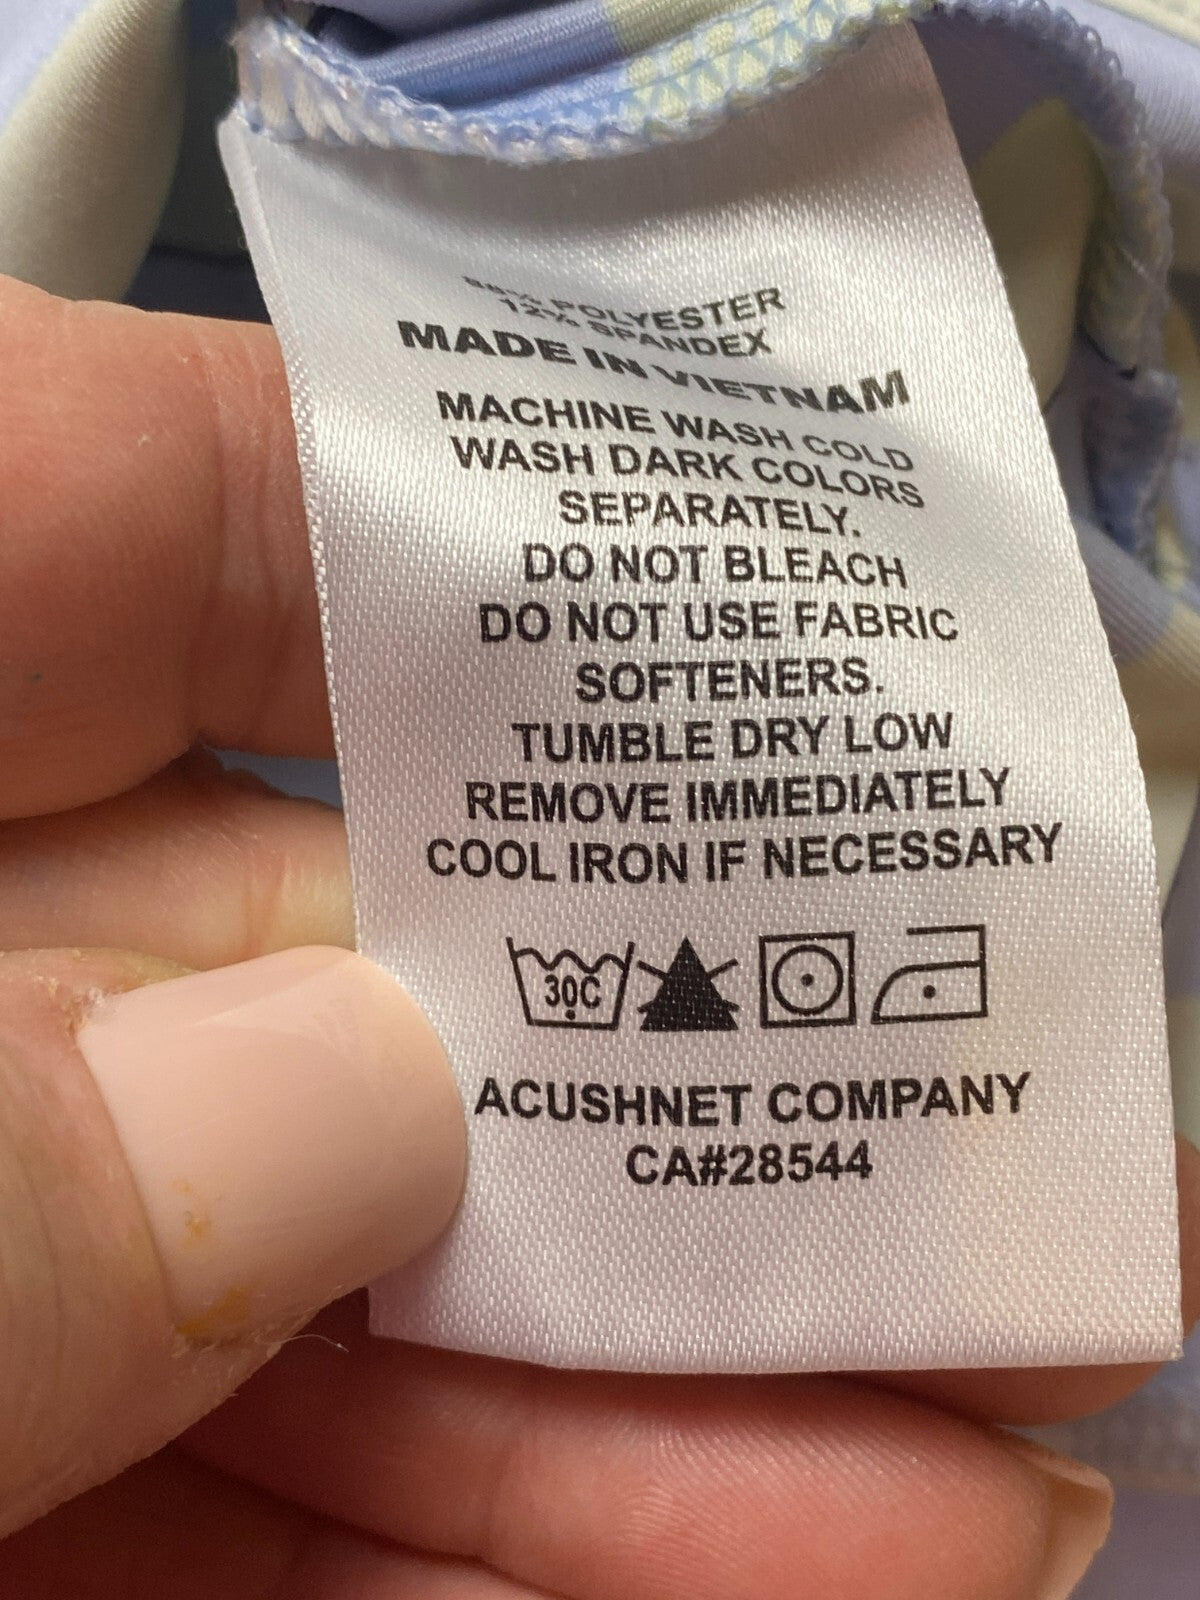 88% POLYESTER
12% SPANDEX
MADE IN VIETNAM
MACHINE WASH COLD
WASH DARK COLORS
SEPARATELY.
DO NOT BLEACH
DO NOT USE FABRIC
SOFTENERS.
TUMBLE DRY LOW
REMOVE IMMEDIATELY
COOL IRON IF NECESSARY
30C
ACUSHNET COMPANY
CA#28544